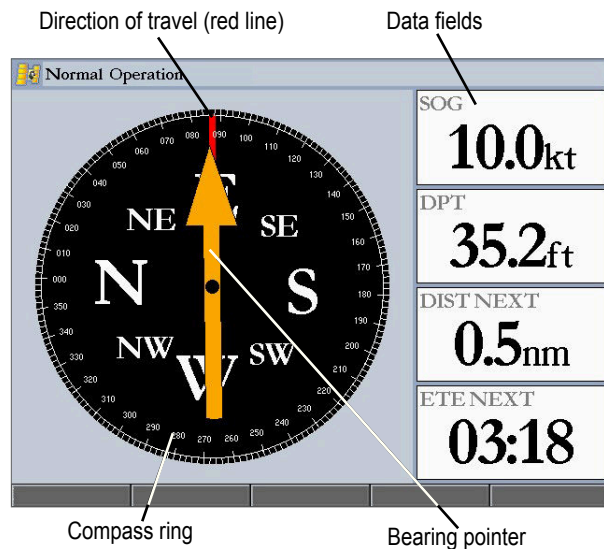 Direction of travel (red line)
Data fields
Normal Operation
SOG
10.0kt
DPT
35.2ft
DIST NEXT
0.5nm
ETE NEXT
03:18
080 090
070 100
060 110
050 120
040 130
030 140
020 150
010 160
000 170
350 180
340 190
330 200
320 210
310 220
300 230
290 240
280 250
270 260
E
NE SE
N S
NW SW
W
Compass ring
Bearing pointer